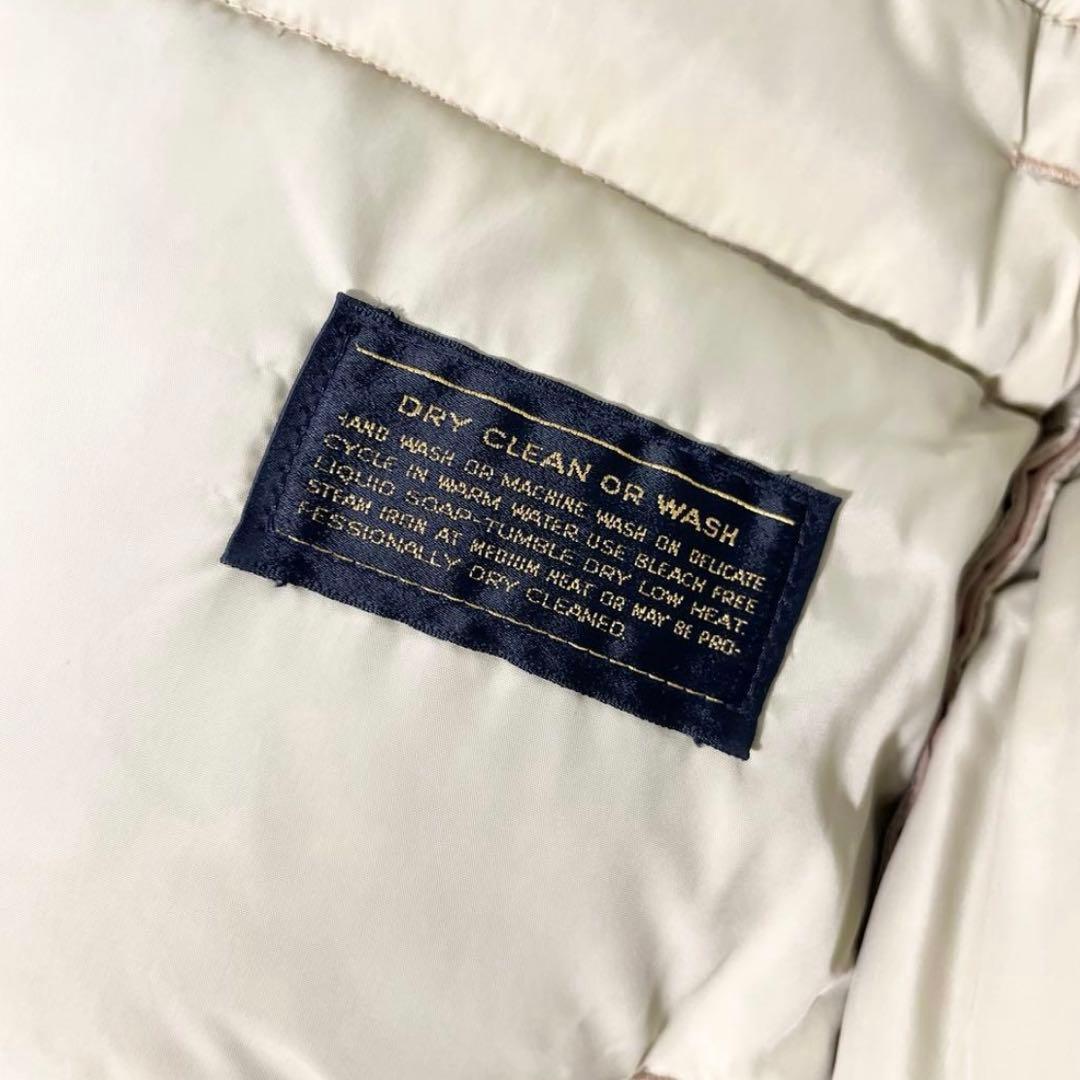 DRY CLEAN OR WASH
HAND WASH OR MACHINE WASH ON DELICATE
CYCLE IN WARM WATER USE BLEACH FREE
LIQUID SOAP-TUMBLE DRY LOW HEAT.
STEAM IRON AT MEDIUM HEAT OR MAY BE PRO-
FESSIONALLY DRY CLEANED.